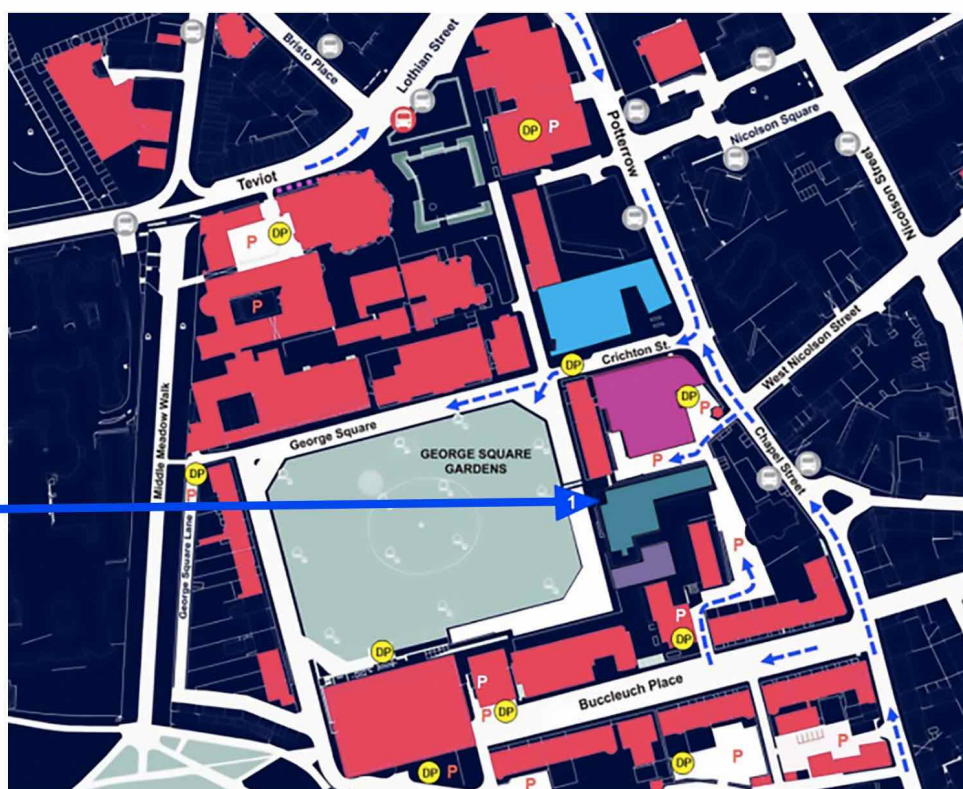 Bristo Place
Lothian Street
Potterrow
DP
P
Nicolson Square
Nicolson Street
Teviot
P
DP
P
West Nicolson Street
Crichton St.
DP
DP
P
Middle Meadow Walk
George Square
GEORGE SQUARE
GARDENS
Chapel Street
P
DP
P
1
George Square Lane
P
P
DP
DP
P
Buccleuch Place
P
DP
P
DP
DP
P
P
P
P